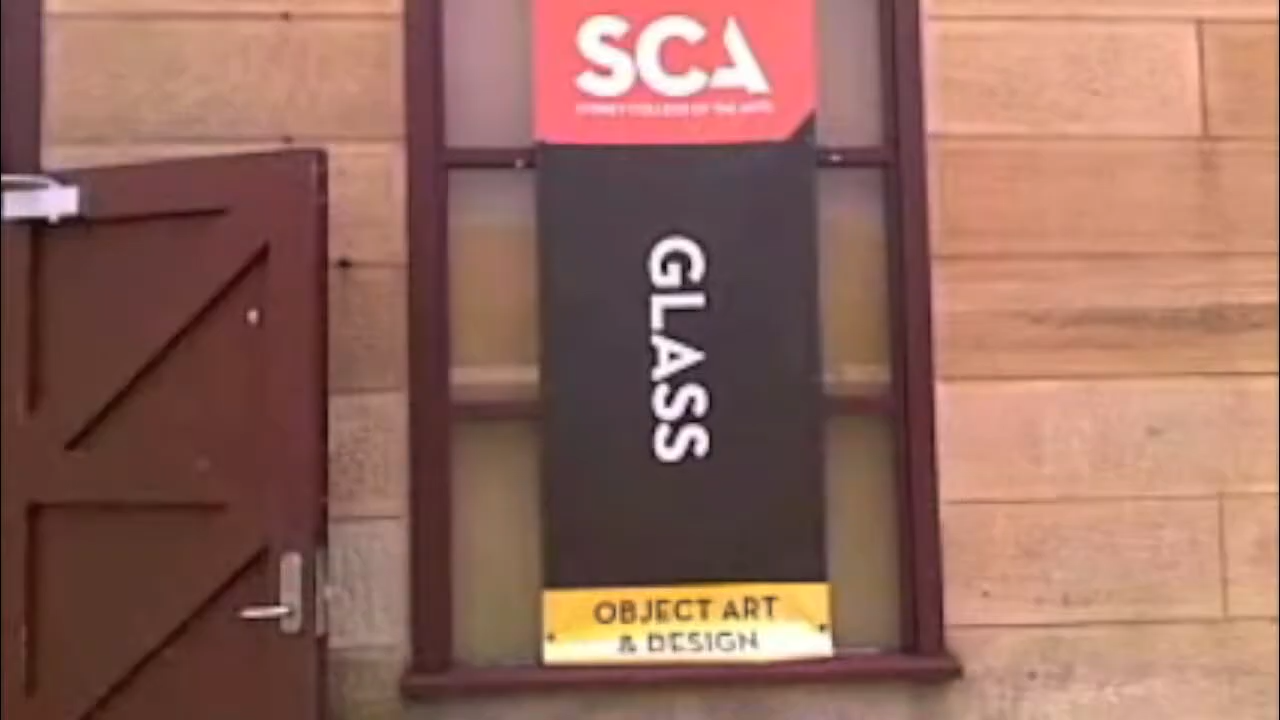 SCA
SYDNEY COLLEGE OF THE ARTS
GLASS
OBJECT ART
& DESIGN